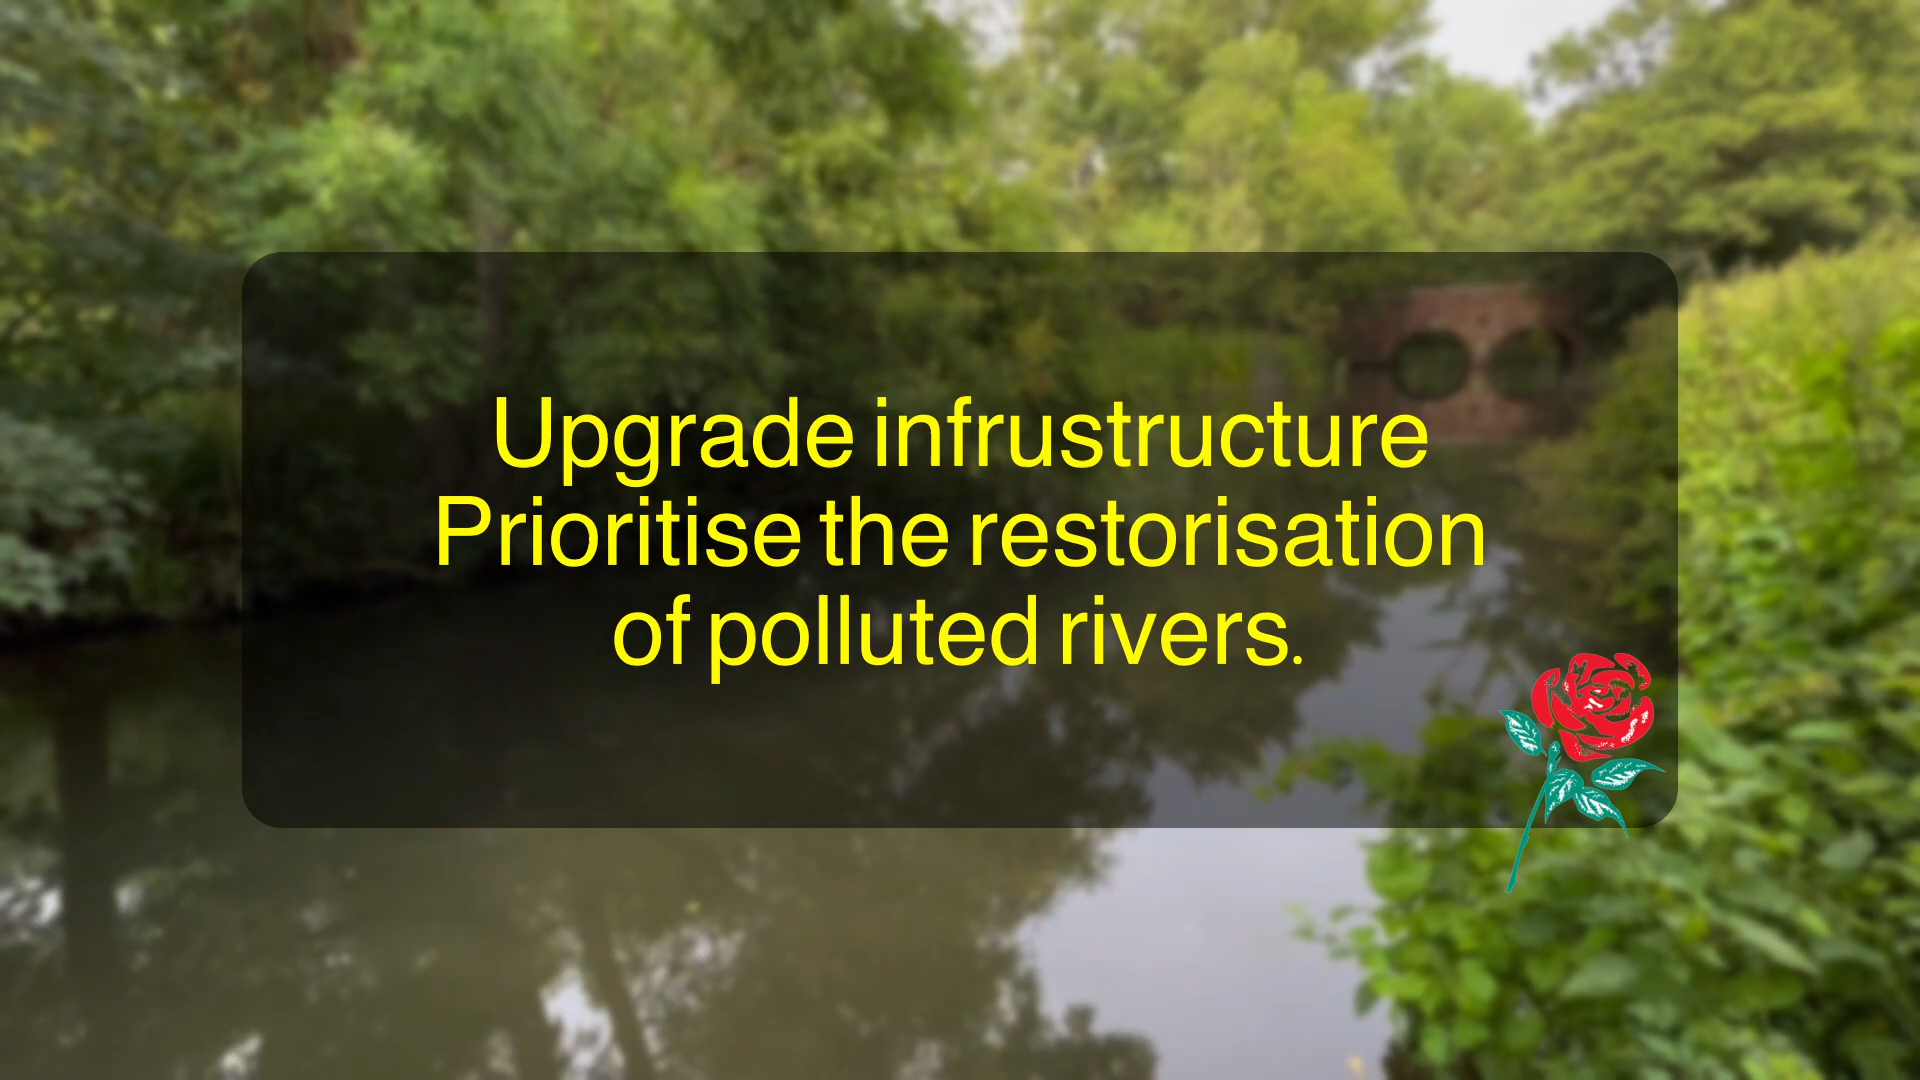 Upgrade infrustructure
Prioritise the restorisation
of polluted rivers.